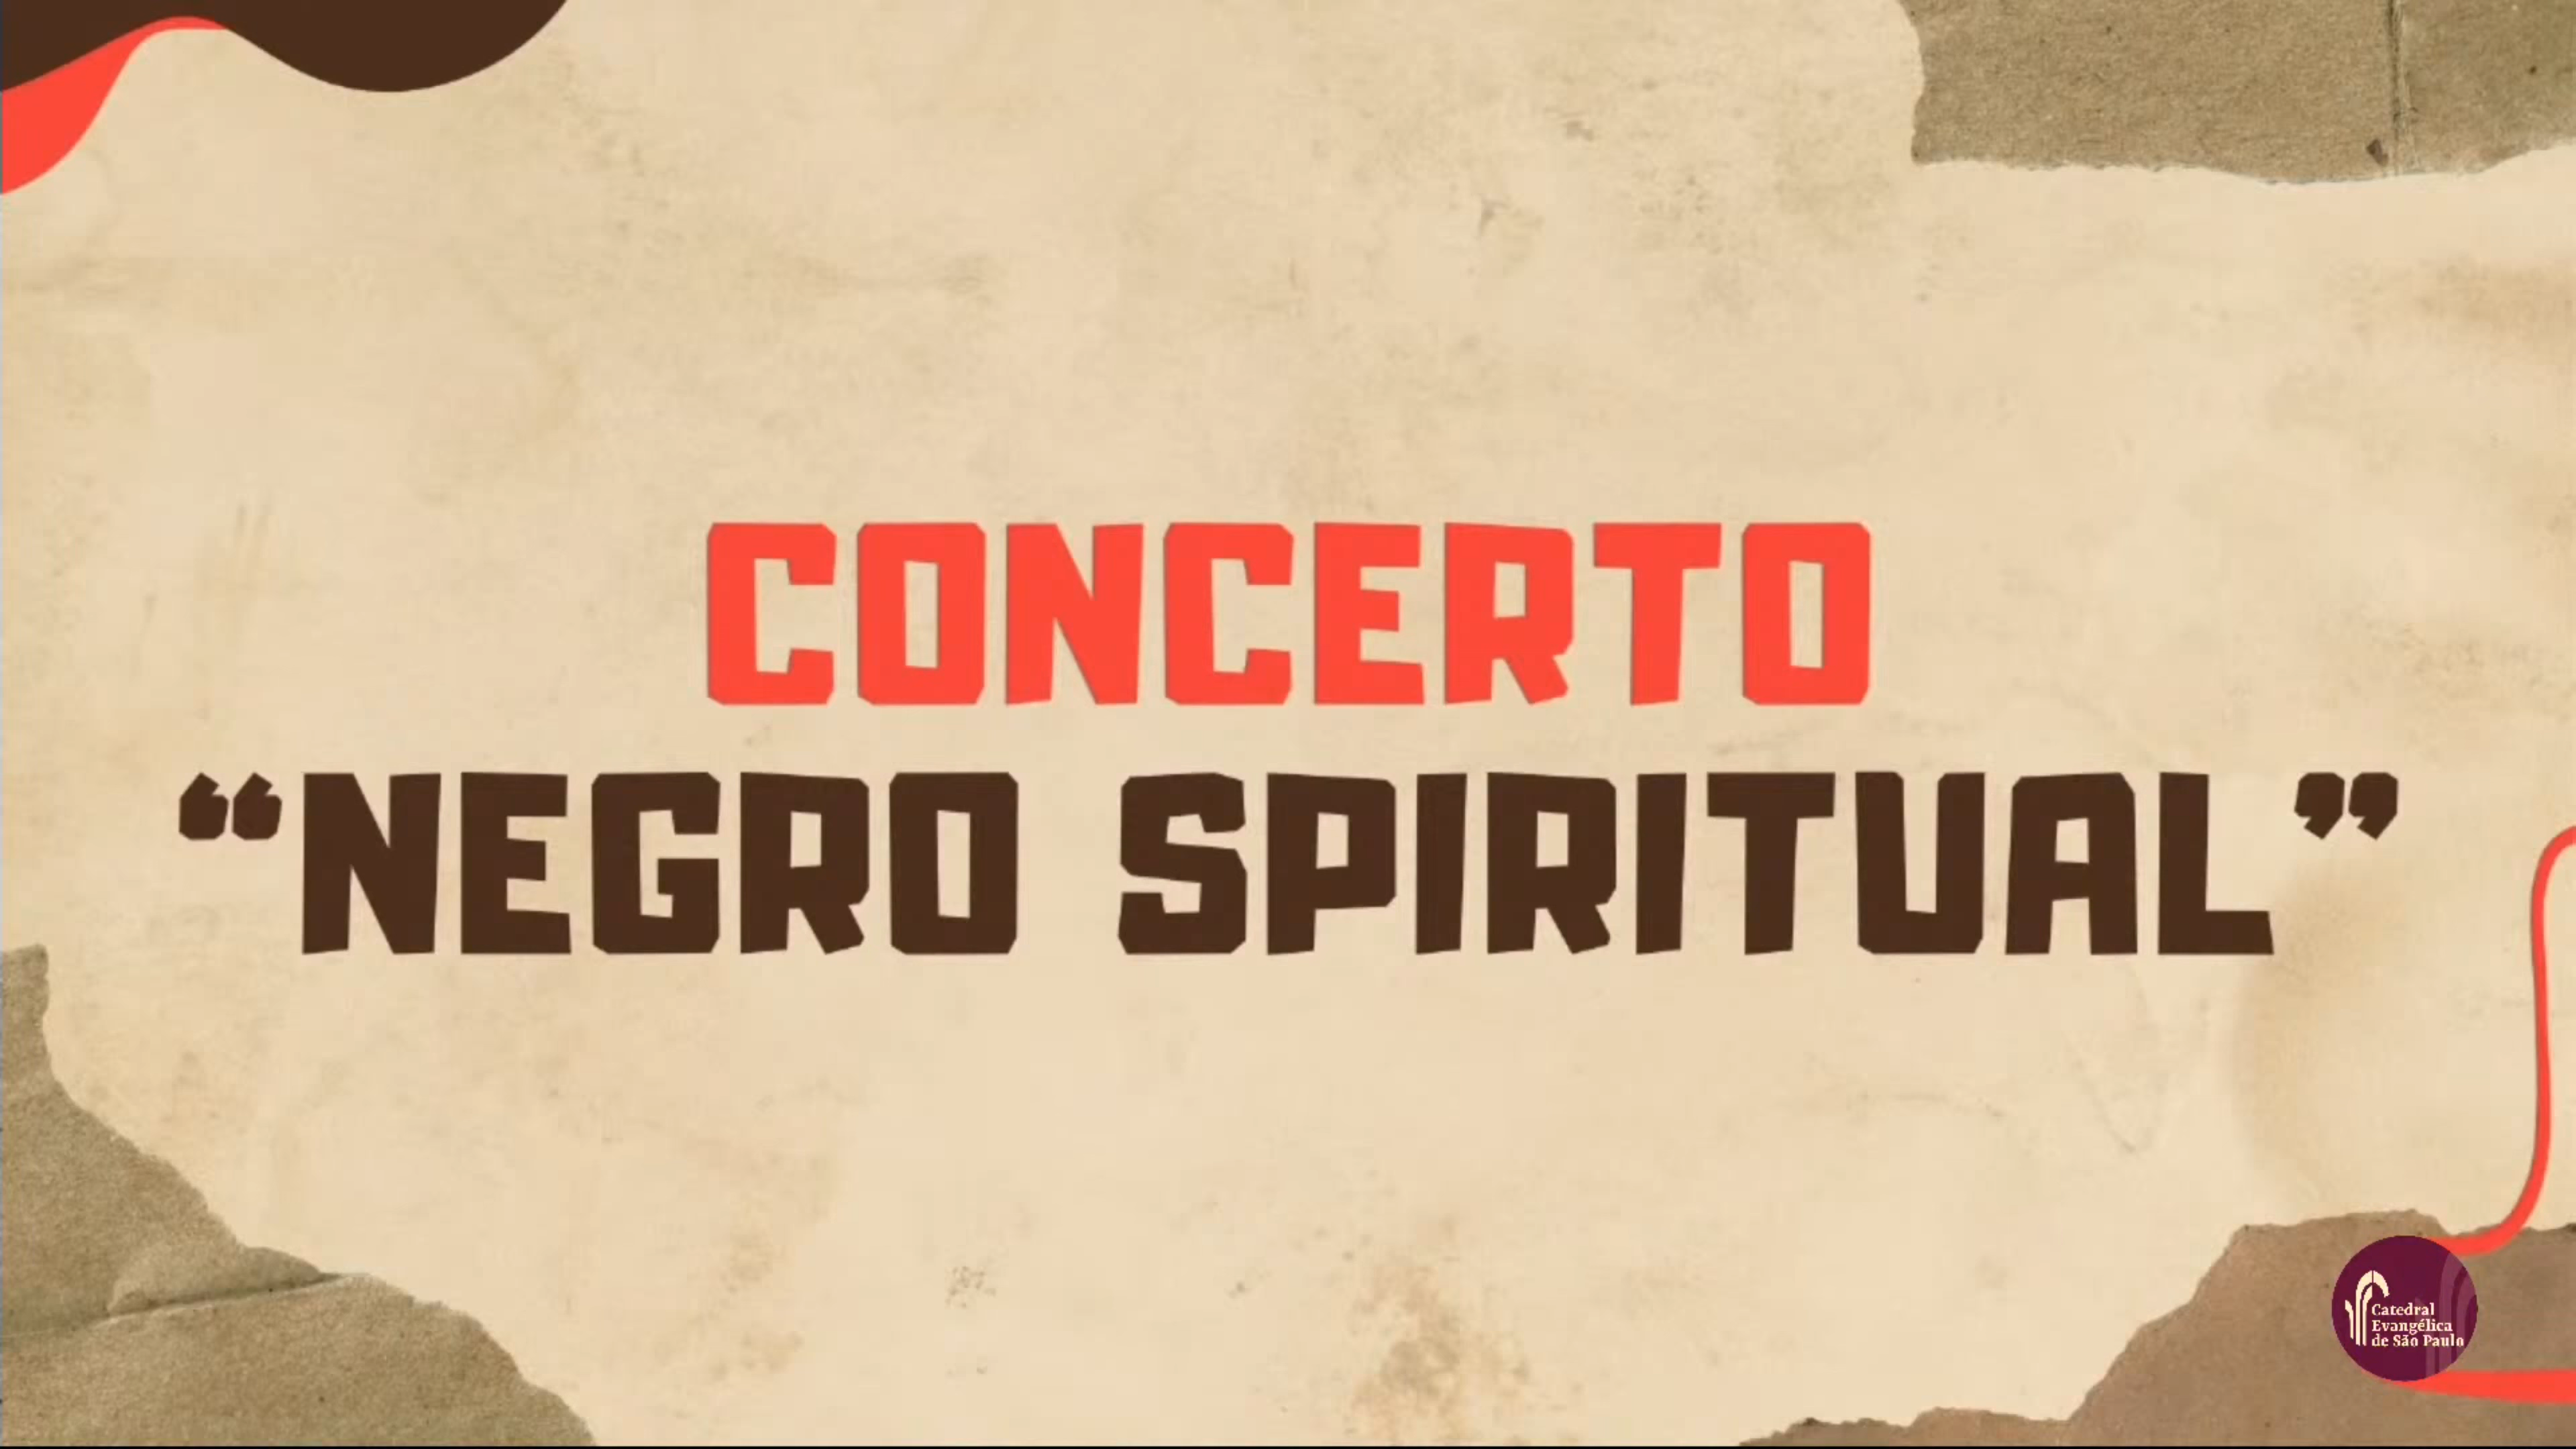 CONCERTO
“NEGRO SPIRITUAL”
Catedral
Evangélica
de São Paulo